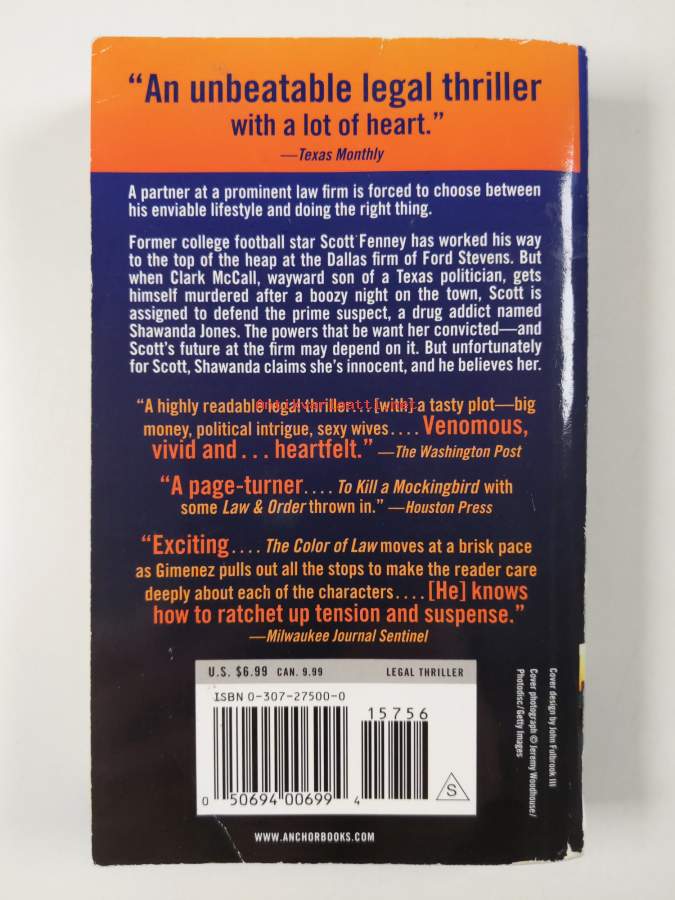 “An unbeatable legal thriller
with a lot of heart.”
—Texas Monthly
A partner at a prominent law firm is forced to choose between
his enviable lifestyle and doing the right thing.
Former college football star Scott Fenney has worked his way
to the top of the heap at the Dallas firm of Ford Stevens. But
when Clark McCall, wayward son of a Texas politician, gets
himself murdered after a boozy night on the town, Scott is
assigned to defend the prime suspect, a drug addict named
Shawanda Jones. The powers that be want her convicted—and
Scott’s future at the firm may depend on it. But unfortunately
for Scott, Shawanda claims she’s innocent, and he believes her.
“A highly readable legal thriller . . . with a tasty plot—big
money, political intrigue, sexy wives . . . . Venomous,
vivid and . . . heartfelt.” —The Washington Post
“A page-turner . . . . To Kill a Mockingbird with
some Law & Order thrown in.” —Houston Press
“Exciting . . . . The Color of Law moves at a brisk pace
as Gimenez pulls out all the stops to make the reader care
deeply about each of the characters . . . . [He] knows
how to ratchet up tension and suspense.”
—Milwaukee Journal Sentinel
U.S. $6.99 CAN. 9.99 LEGAL THRILLER
ISBN 0-307-27500-0
15756
0 50694 00699 4
S
WWW.ANCHORBOOKS.COM
Cover design by John Fulbrook III
Cover photograph © Jeremy Woodhouse/
Photodisc/Getty Images